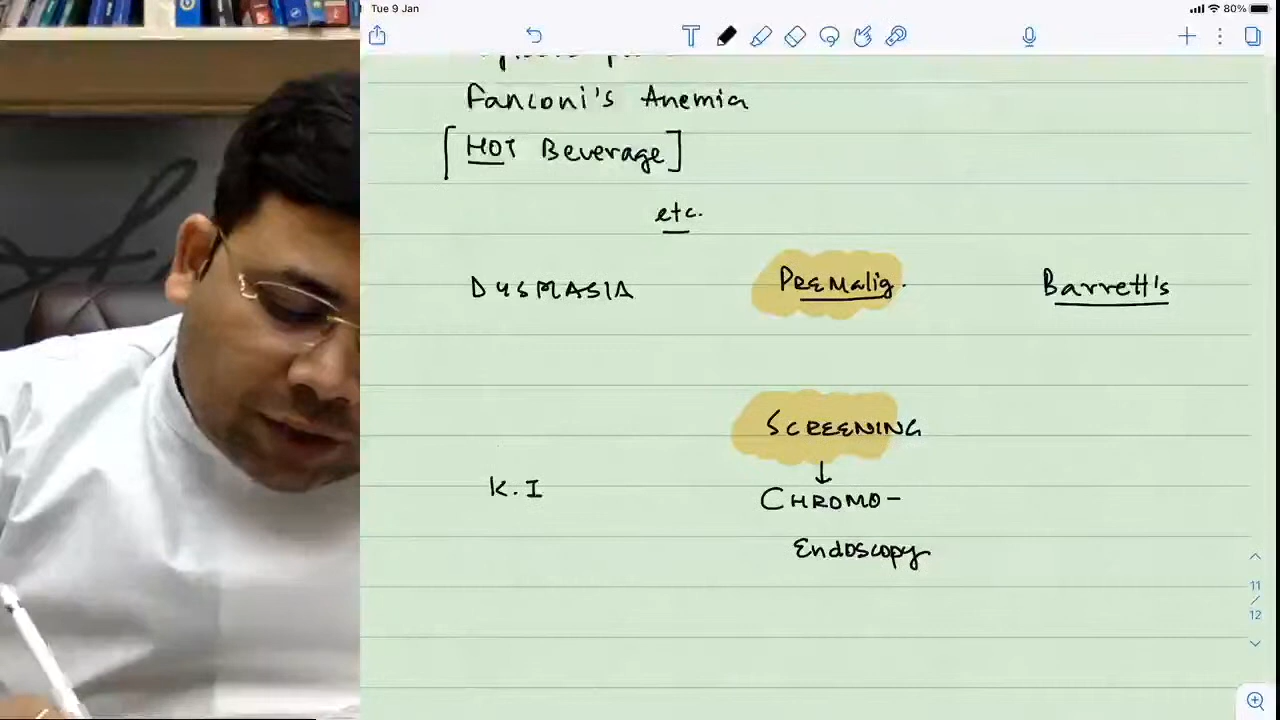 Tue 9 Jan 80%
Fanconi's Anemia
[HOT Beverage]
etc.
DYSPLASIA PREMalig. Barrett's
SCREENING
K.I CHROMO-
Endoscopy
11
/
12